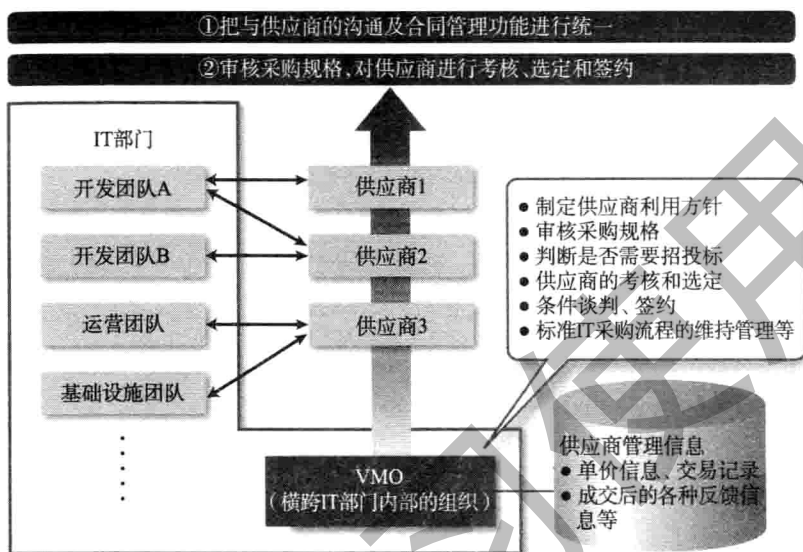 ①把与供应商的沟通及合同管理功能进行统一
②审核采购规格,对供应商进行考核、选定和签约
IT部门
开发团队A
供应商1
开发团队B
供应商2
运营团队
供应商3
基础设施团队
· · · · ·
● 制定供应商利用方针
● 审核采购规格
● 判断是否需要招投标
● 供应商的考核和选定
● 条件谈判、签约
● 标准IT采购流程的维持管理等
VMO
(横跨IT部门内部的组织)
供应商管理信息
● 单价信息、交易记录
● 成交后的各种反馈信
息等